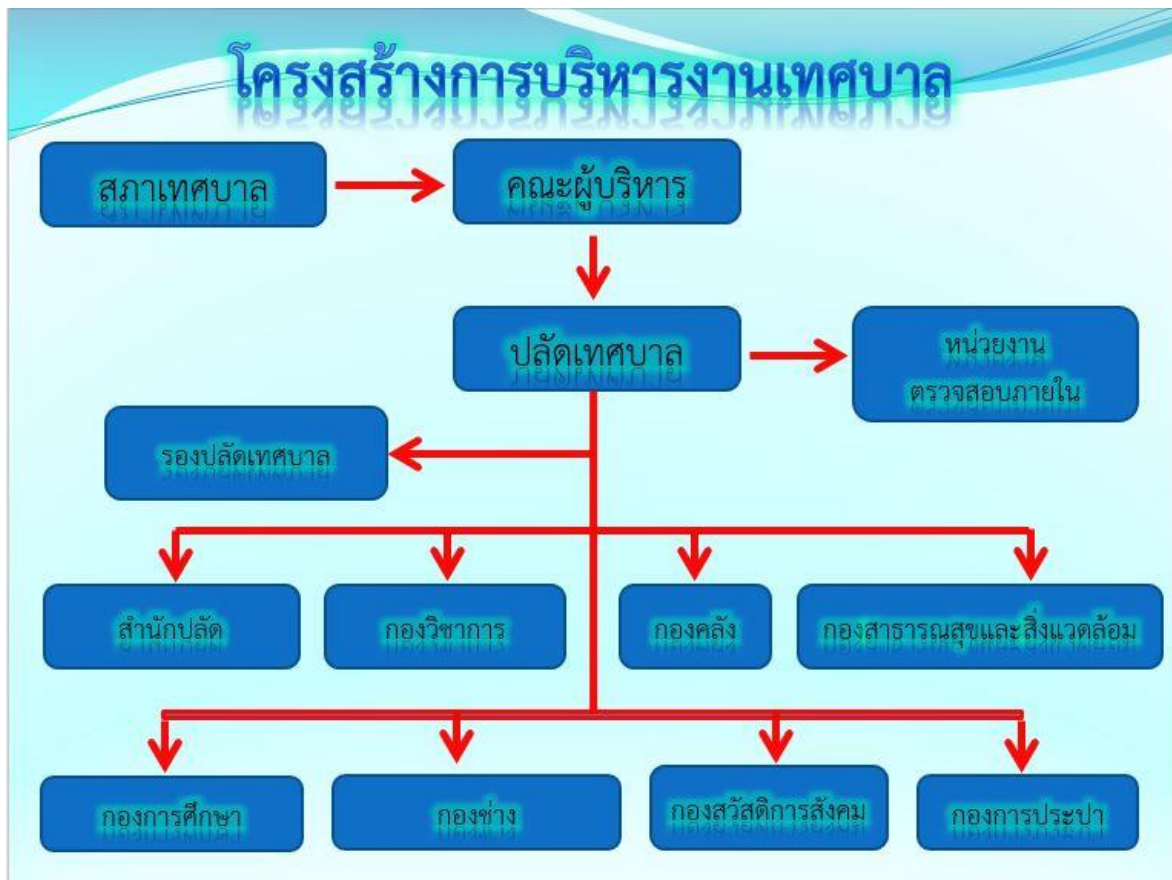 โครงสร้างการบริหารงานเทศบาล
สภาเทศบาล
คณะผู้บริหาร
ปลัดเทศบาล
หน่วยงาน
ตรวจสอบภายใน
รองปลัดเทศบาล
สำนักปลัด
กองวิชาการ
กองคลัง
กองสาธารณสุขและสิ่งแวดล้อม
กองการศึกษา
กองช่าง
กองสวัสดิการสังคม
กองการประปา